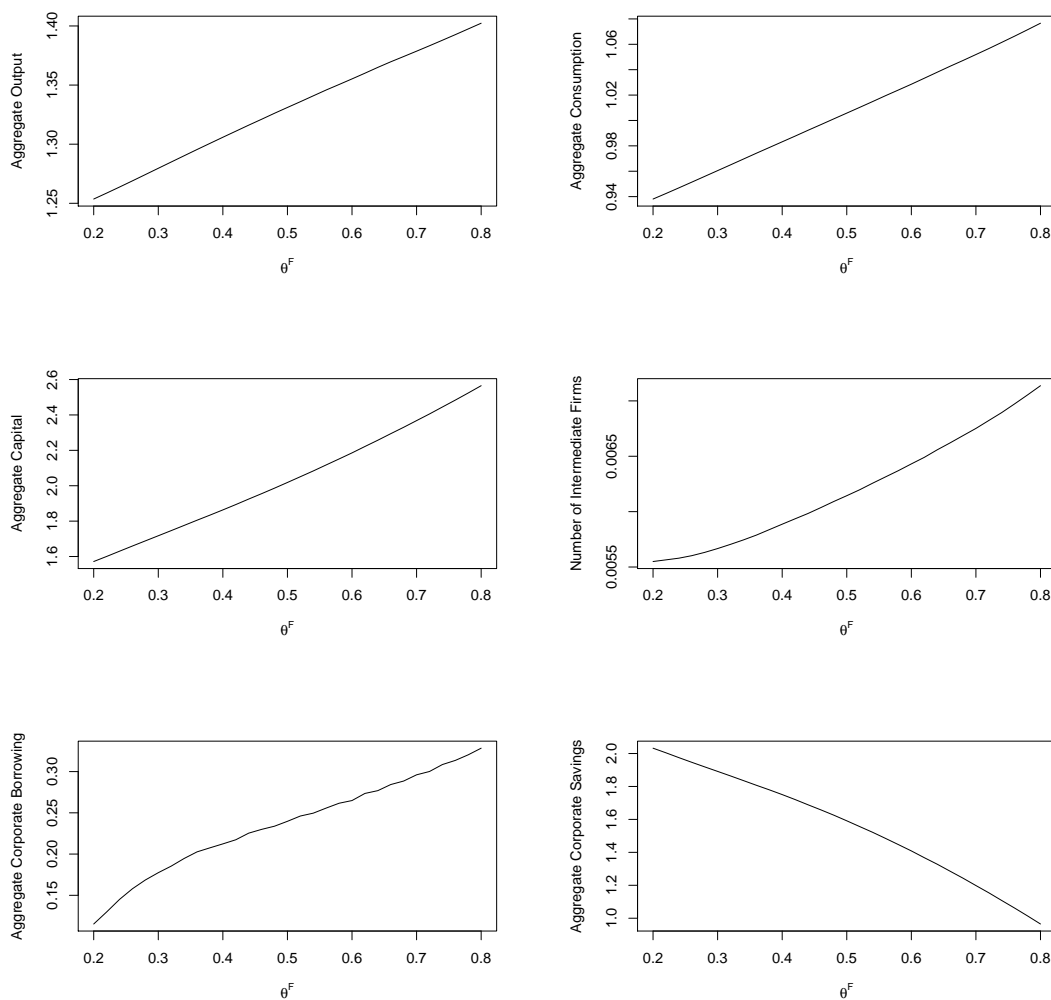 Aggregate Output
1.40
1.35
1.30
1.25
0.2 0.3 0.4 0.5 0.6 0.7 0.8
θF
Aggregate Consumption
1.06
1.02
0.98
0.94
0.2 0.3 0.4 0.5 0.6 0.7 0.8
θF
Aggregate Capital
2.6
2.4
2.2
2.0
1.8
1.6
0.2 0.3 0.4 0.5 0.6 0.7 0.8
θF
Number of Intermediate Firms
0.0065
0.0055
0.2 0.3 0.4 0.5 0.6 0.7 0.8
θF
Aggregate Corporate Borrowing
0.30
0.25
0.20
0.15
0.2 0.3 0.4 0.5 0.6 0.7 0.8
θF
Aggregate Corporate Savings
2.0
1.8
1.6
1.4
1.2
1.0
0.2 0.3 0.4 0.5 0.6 0.7 0.8
θF